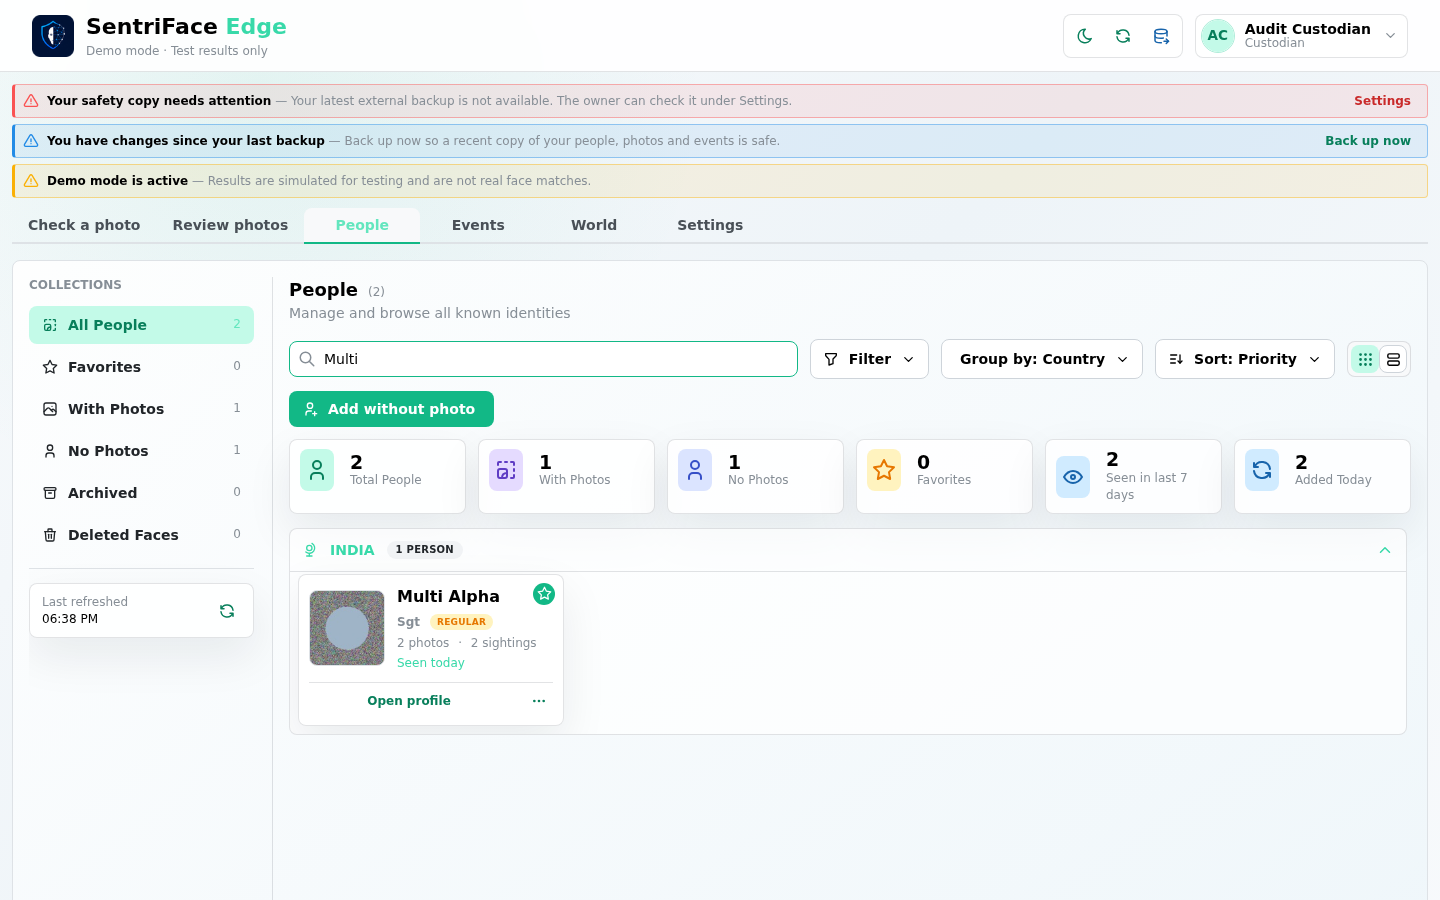 SentriFace Edge
Demo mode · Test results only
AC
Audit Custodian
Custodian
Your safety copy needs attention — Your latest external backup is not available. The owner can check it under Settings.
Settings
You have changes since your last backup — Back up now so a recent copy of your people, photos and events is safe.
Back up now
Demo mode is active — Results are simulated for testing and are not real face matches.
Check a photo
Review photos
People
Events
World
Settings
COLLECTIONS
All People 2
Favorites 0
With Photos 1
No Photos 1
Archived 0
Deleted Faces 0
Last refreshed
06:38 PM
People (2)
Manage and browse all known identities
Multi
Filter
Group by: Country
Sort: Priority
Add without photo
2
Total People
1
With Photos
1
No Photos
0
Favorites
2
Seen in last 7
days
2
Added Today
INDIA 1 PERSON
Multi Alpha
Sgt REGULAR
2 photos · 2 sightings
Seen today
Open profile